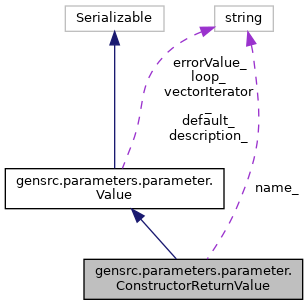 Serializable
string
errorValue_
loop_
vectorIterator
_
default_
description_
gensrc.parameters.parameter.
Value
name_
gensrc.parameters.parameter.
ConstructorReturnValue